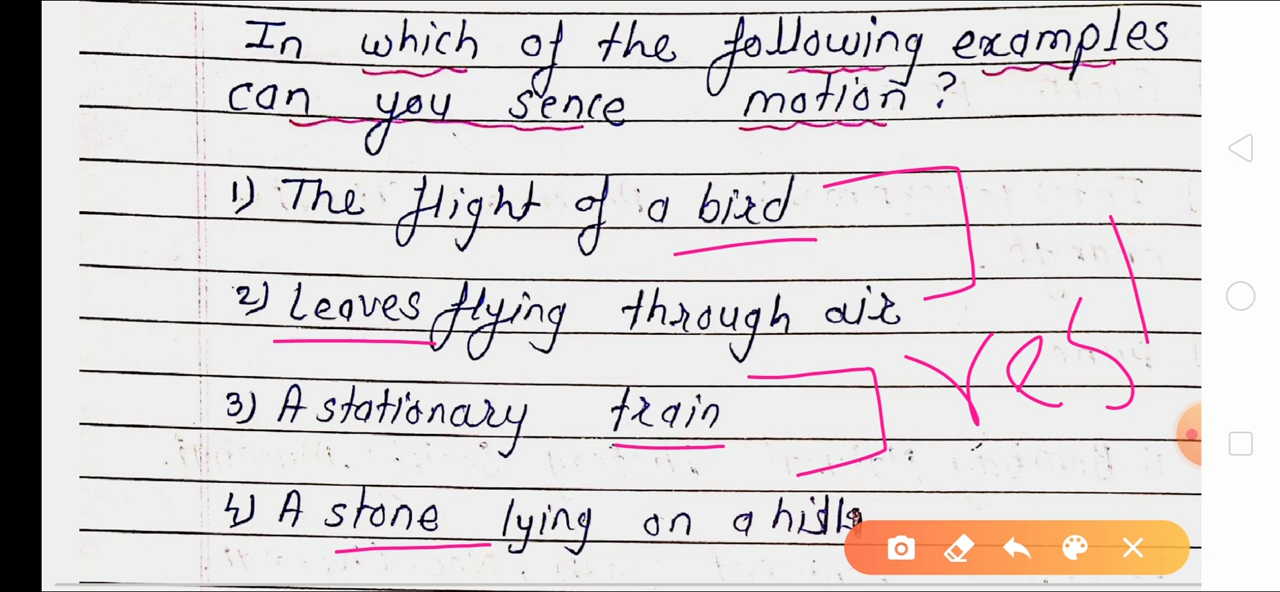 In which of the following examples
can you sence motion?
1) The flight of a bird
2) Leaves flying through air
yes
3) A stationary train
4) A stone lying on a hill